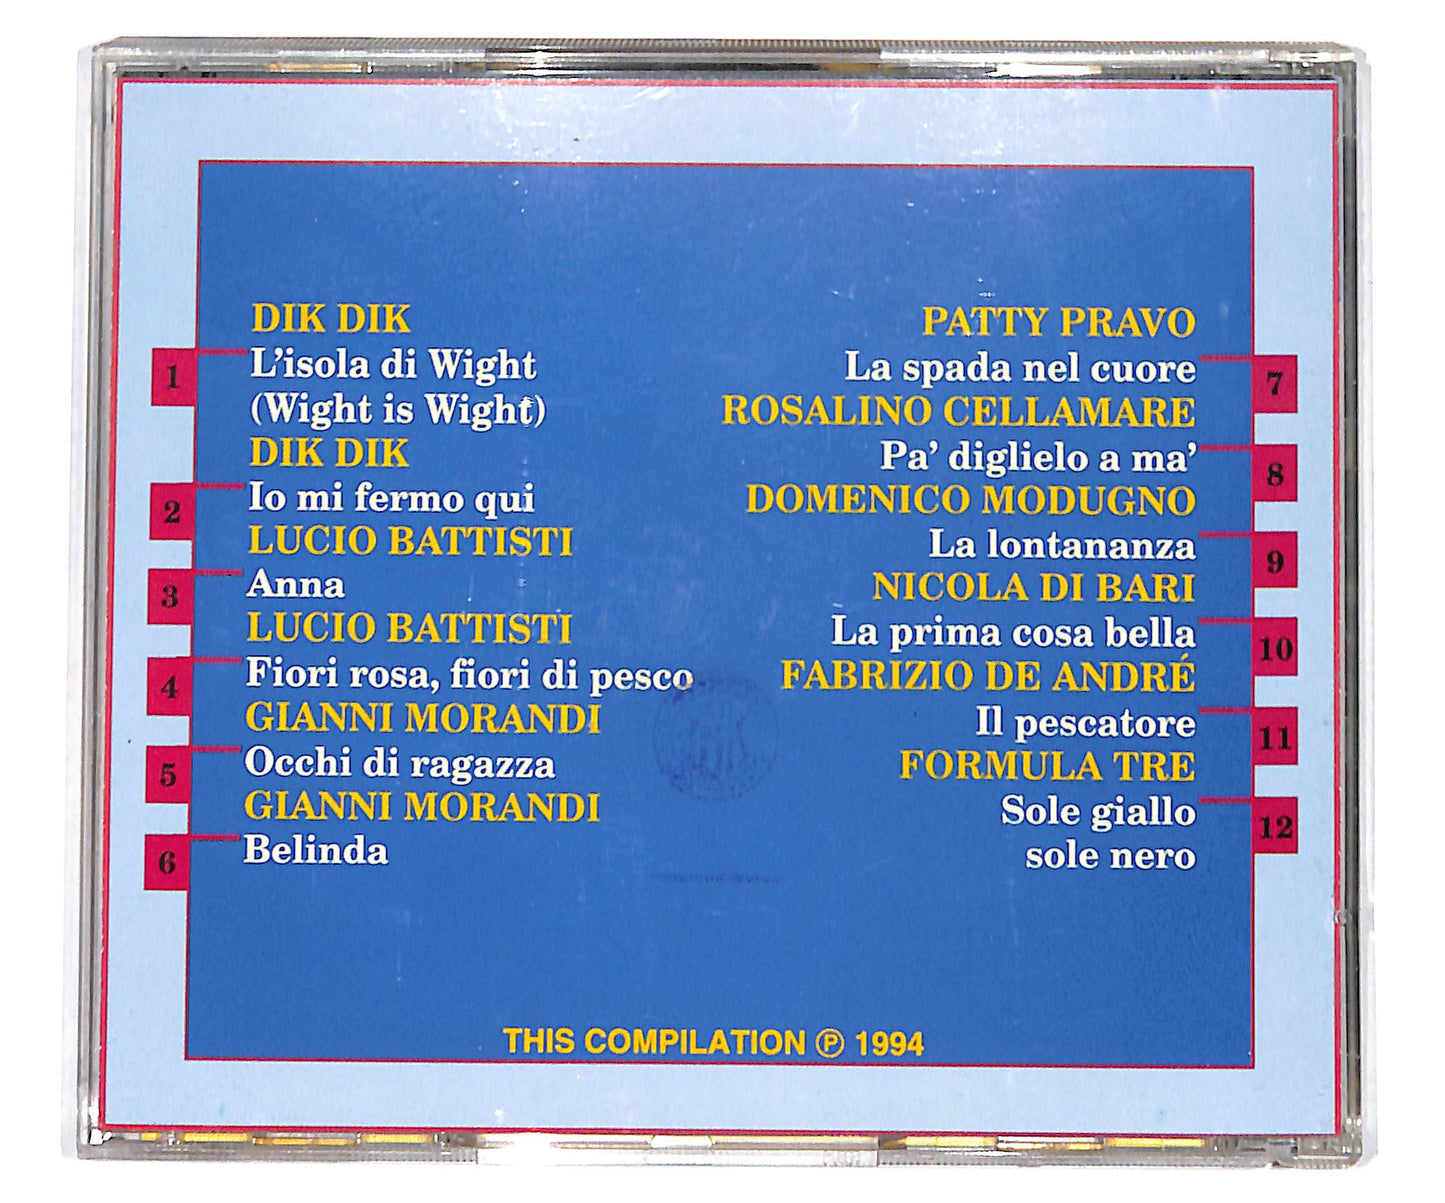 DIK DIK
1 L'isola di Wight
(Wight is Wight)
DIK DIK
2 Io mi fermo qui
LUCIO BATTISTI
3 Anna
LUCIO BATTISTI
4 Fiori rosa, fiori di pesco
GIANNI MORANDI
5 Occhi di ragazza
GIANNI MORANDI
6 Belinda
PATTY PRAVO
La spada nel cuore 7
ROSALINO CELLAMARE
Pa' diglielo a ma' 8
DOMENICO MODUGNO
La lontananza 9
NICOLA DI BARI
La prima cosa bella 10
FABRIZIO DE ANDRÉ
Il pescatore 11
FORMULA TRE
Sole giallo 12
sole nero
THIS COMPILATION ℗ 1994